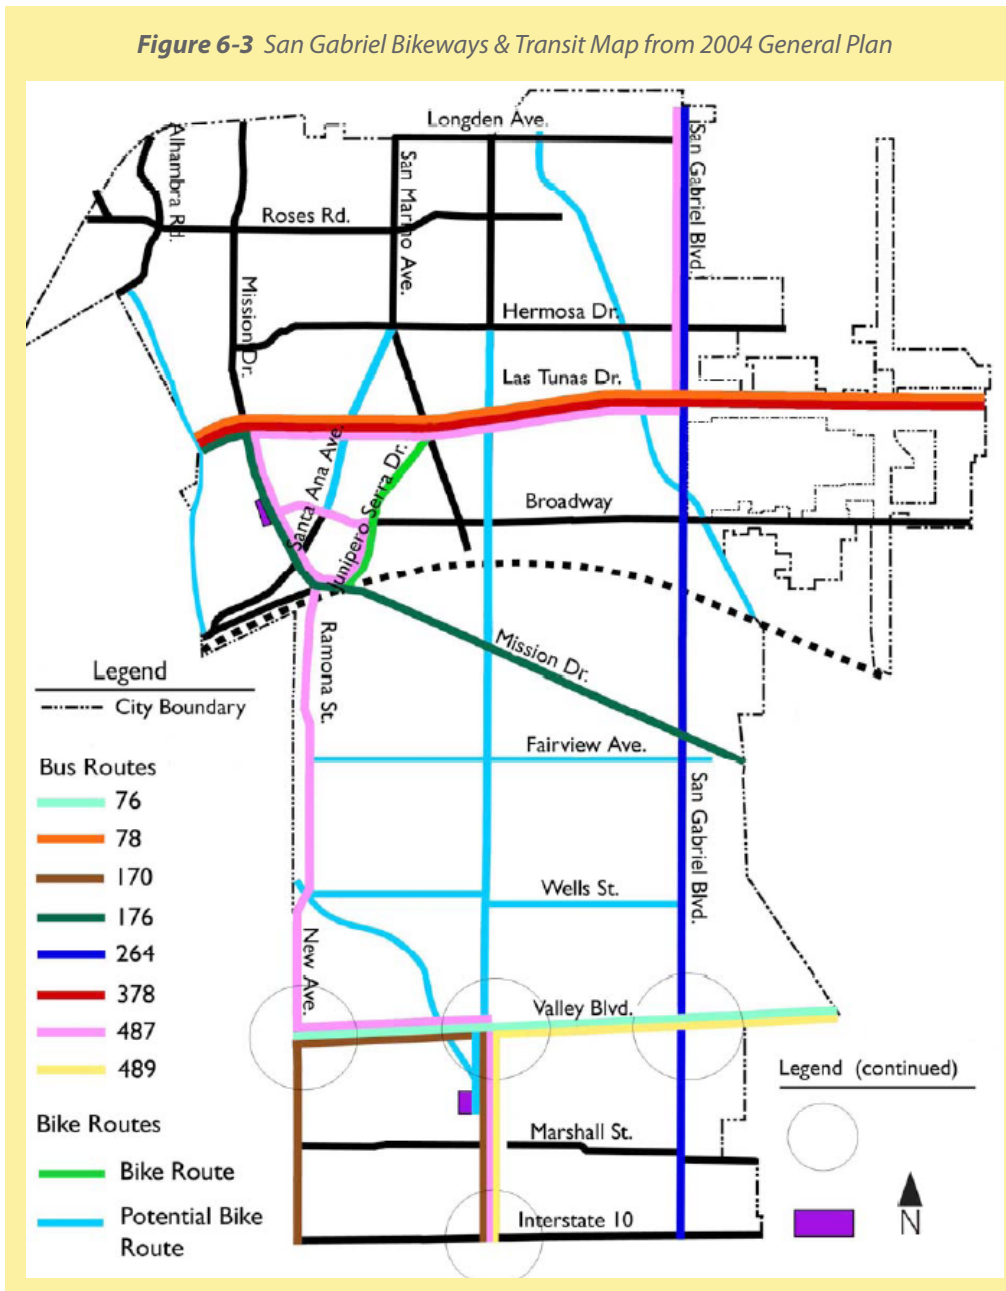 Figure 6-3 San Gabriel Bikeways & Transit Map from 2004 General Plan
Longden Ave.
Alhambra Rd.
San Marino Ave.
San Gabriel Blvd.
Roses Rd.
Mission Dr.
Hermosa Dr.
Las Tunas Dr.
Santa Ana Ave.
Junipero Serra Dr.
Broadway
Ramona St.
Mission Dr.
Legend
City Boundary
Fairview Ave.
Bus Routes
76
78
170
176
264
378
487
489
San Gabriel Blvd.
Wells St.
New Ave.
Valley Blvd.
Legend (continued)
Bike Routes
Bike Route
Potential Bike
Route
Marshall St.
Interstate 10
N